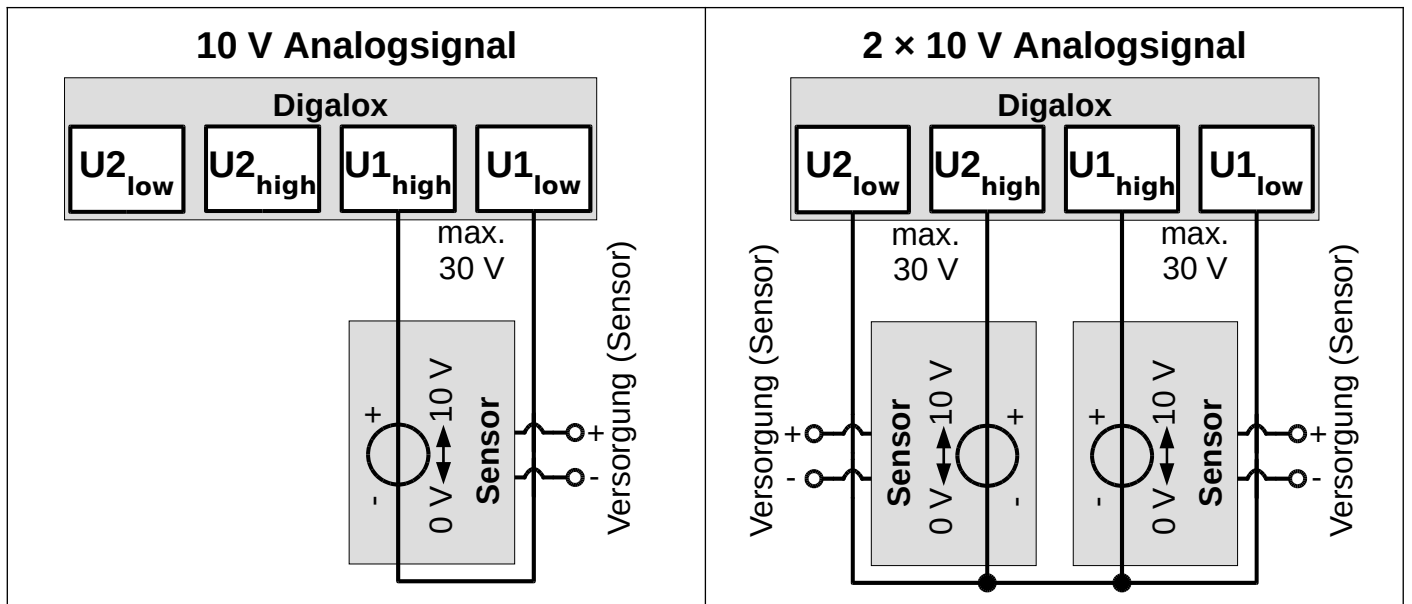 10 V Analogsignal
Digalox
U2low
U2high
U1high
U1low
max.
30 V
+
-
0 V
10 V
Sensor
+
-
Versorgung (Sensor)
2 × 10 V Analogsignal
Digalox
U2low
U2high
U1high
U1low
max.
30 V
max.
30 V
Versorgung (Sensor)
+
-
Sensor
0 V
10 V
+
-
+
-
0 V
10 V
Sensor
+
-
Versorgung (Sensor)